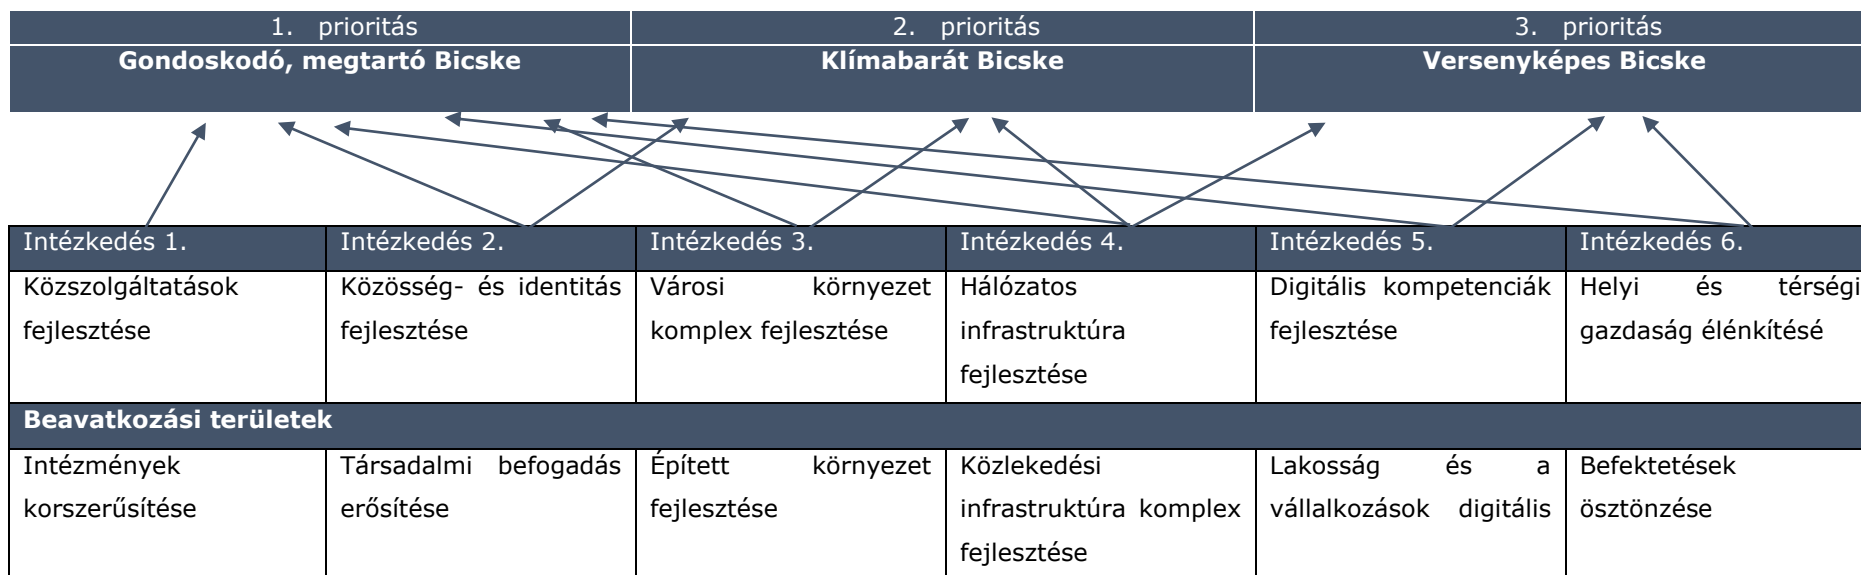 1. prioritás
2. prioritás
3. prioritás
Gondoskodó, megtartó Bicske
Klímabarát Bicske
Versenyképes Bicske
Intézkedés 1.
Intézkedés 2.
Intézkedés 3.
Intézkedés 4.
Intézkedés 5.
Intézkedés 6.
Közszolgáltatások
fejlesztése
Közösség- és identitás
fejlesztése
Városi környezet
komplex fejlesztése
Hálózatos
infrastruktúra
fejlesztése
Digitális kompetenciák
fejlesztése
Helyi és térségi
gazdaság élénkítésé
Beavatkozási területek
Intézmények
korszerűsítése
Társadalmi befogadás
erősítése
Épített környezet
fejlesztése
Közlekedési
infrastruktúra komplex
fejlesztése
Lakosság és a
vállalkozások digitális
Befektetések
ösztönzése